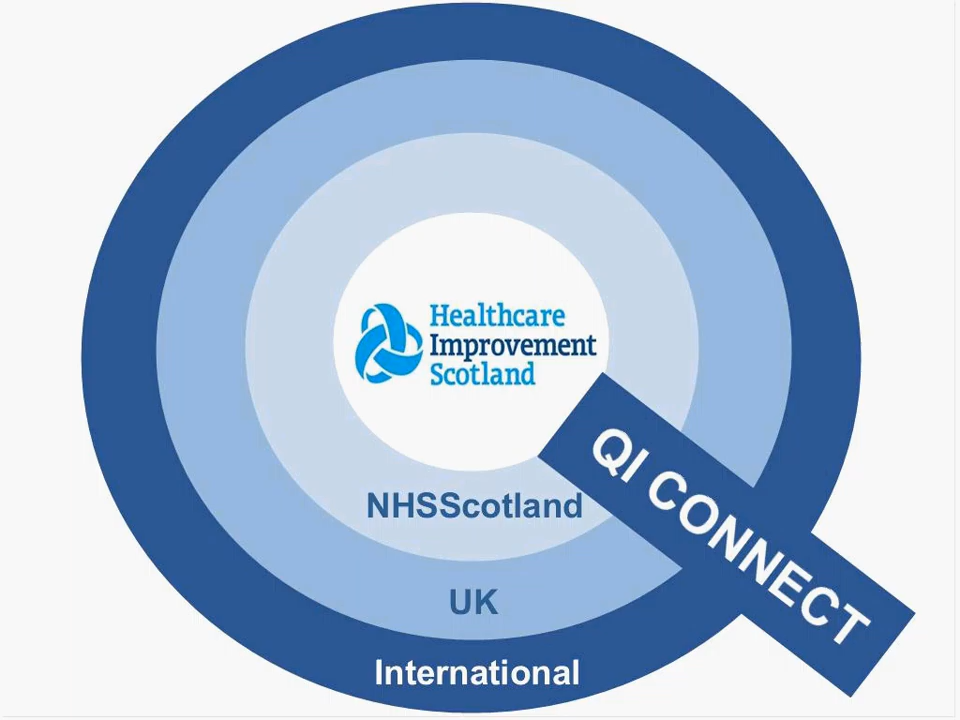 Healthcare
Improvement
Scotland
QI CONNECT
NHSScotland
UK
International